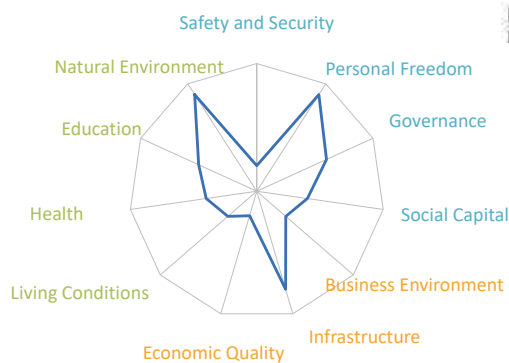 Safety and Security
Natural Environment
Personal Freedom
Education
Governance
Health
Social Capital
Living Conditions
Business Environment
Infrastructure
Economic Quality